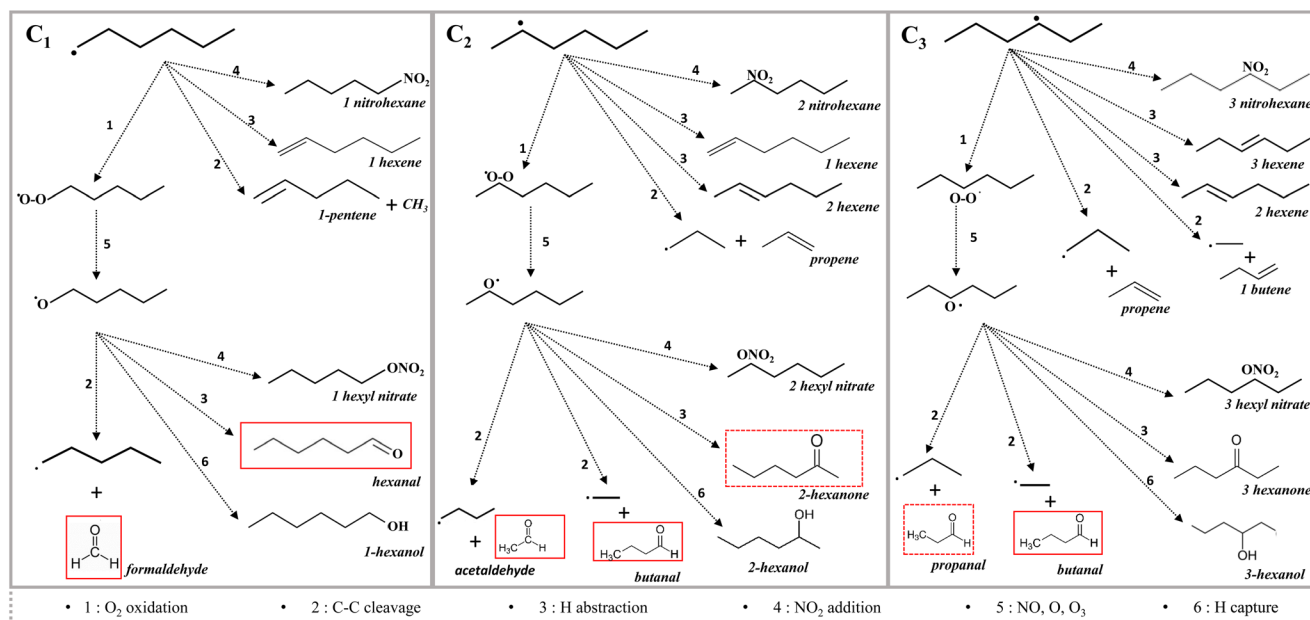 C₁
4
NO₂
1 nitrohexane
3
1
1 hexene
2
•O-O
1-pentene
+ CH₃
5
•O
4
ONO₂
1 hexyl nitrate
2
3
O
hexanal
6
+
OH
1-hexanol
O
C
H H
formaldehyde
C₂
4
NO₂
2 nitrohexane
3
1
1 hexene
3
•O-O
2
2 hexene
+
propene
5
O•
4
ONO₂
2 hexyl nitrate
3
2
O
2
2-hexanone
6
+
OH
+
O
H₃C H
acetaldehyde
O
H₃C H
butanal
2-hexanol
C₃
4
NO₂
3 nitrohexane
3
1
3 hexene
3
2
O-O•
2 hexene
2
5
+
+
1 butene
propene
O•
4
ONO₂
3 hexyl nitrate
2
3
2
O
6
3 hexanone
+
+
O
H₃C H
propanal
O
H₃C H
butanal
OH
3-hexanol
• 1 : O₂ oxidation
• 2 : C-C cleavage
• 3 : H abstraction
• 4 : NO₂ addition
• 5 : NO, O, O₃
• 6 : H capture